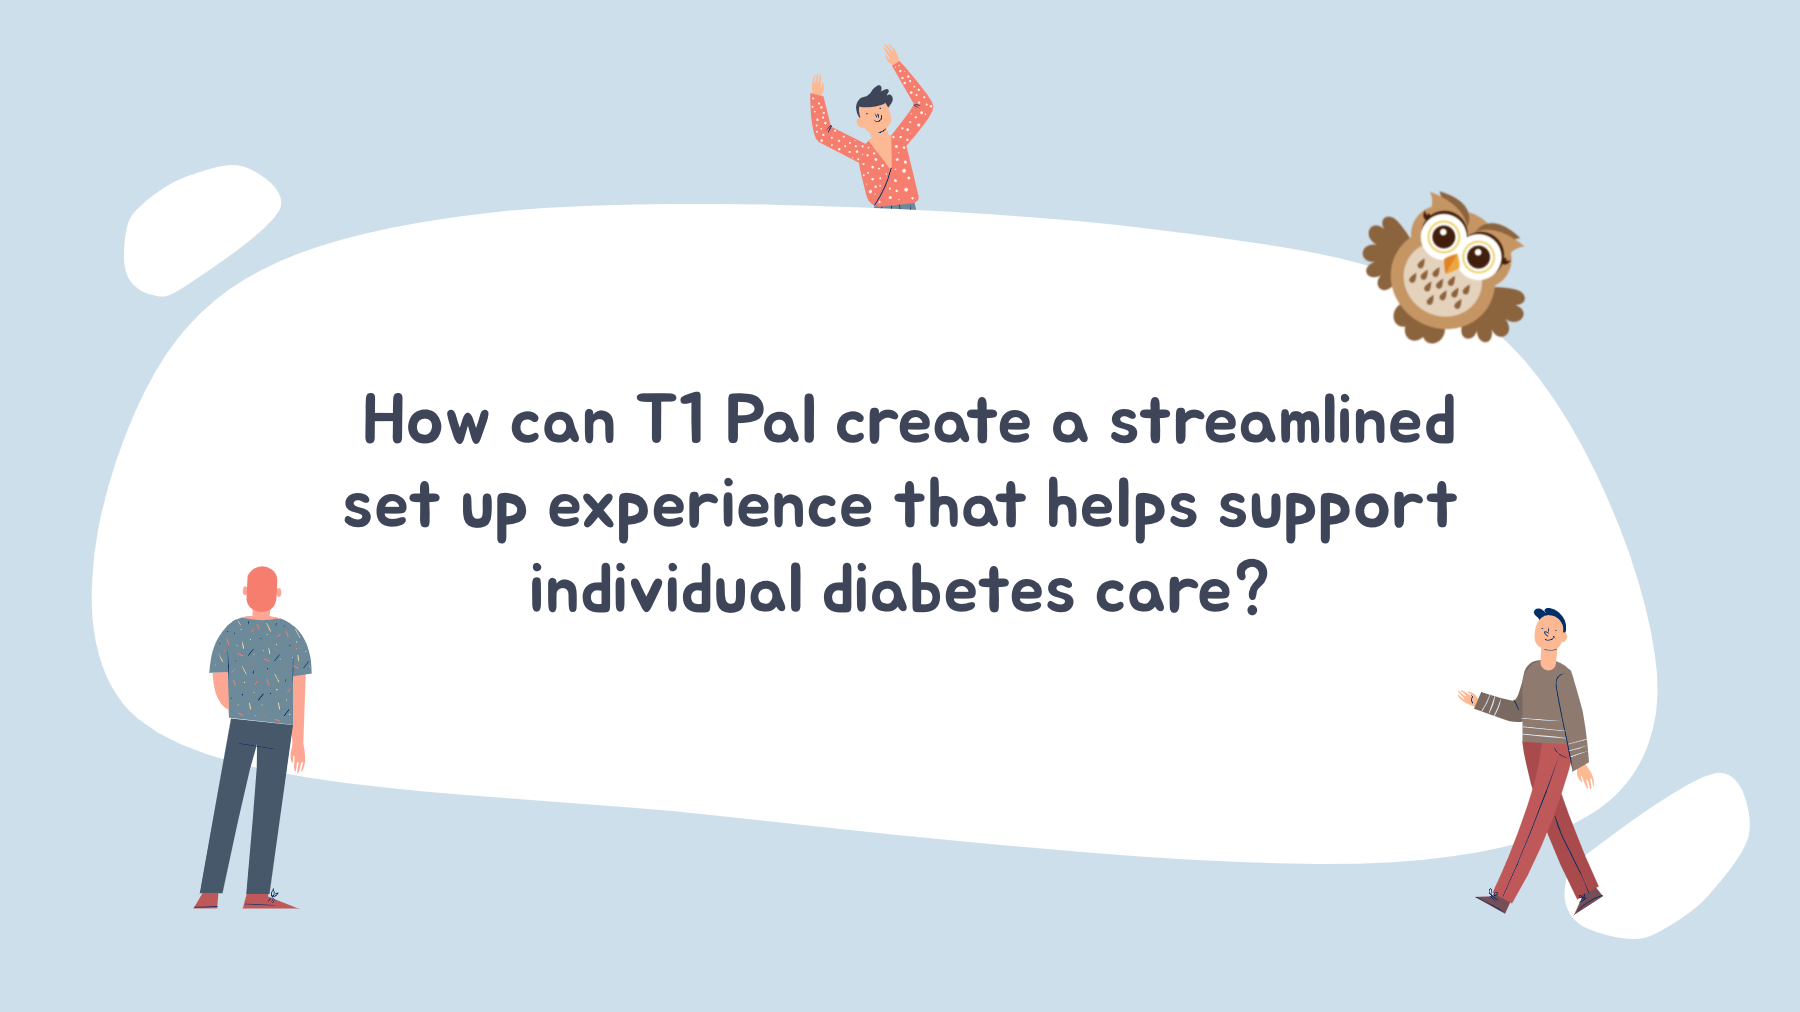 How can T1 Pal create a streamlined
set up experience that helps support
individual diabetes care?